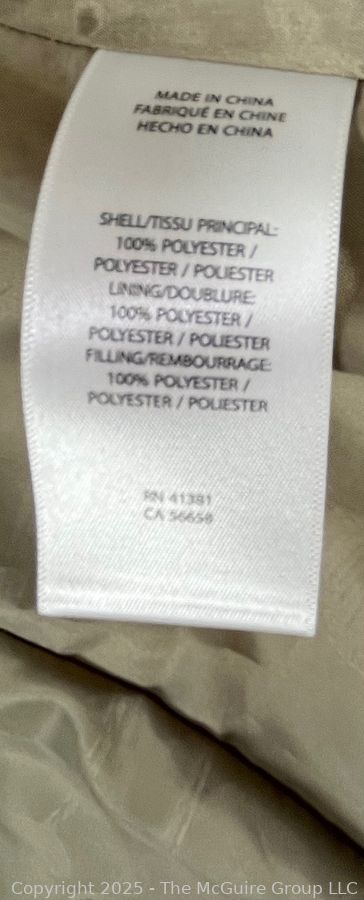 MADE IN CHINA
FABRIQUÉ EN CHINE
HECHO EN CHINA
SHELL/TISSU PRINCIPAL:
100% POLYESTER /
POLYESTER / POLIESTER
LINING/DOUBLURE:
100% POLYESTER /
POLYESTER / POLIESTER
FILLING/REMBOURRAGE:
100% POLYESTER /
POLYESTER / POLIESTER
RN 41381
CA 56658
Copyright 2025 - The McGuire Group LLC